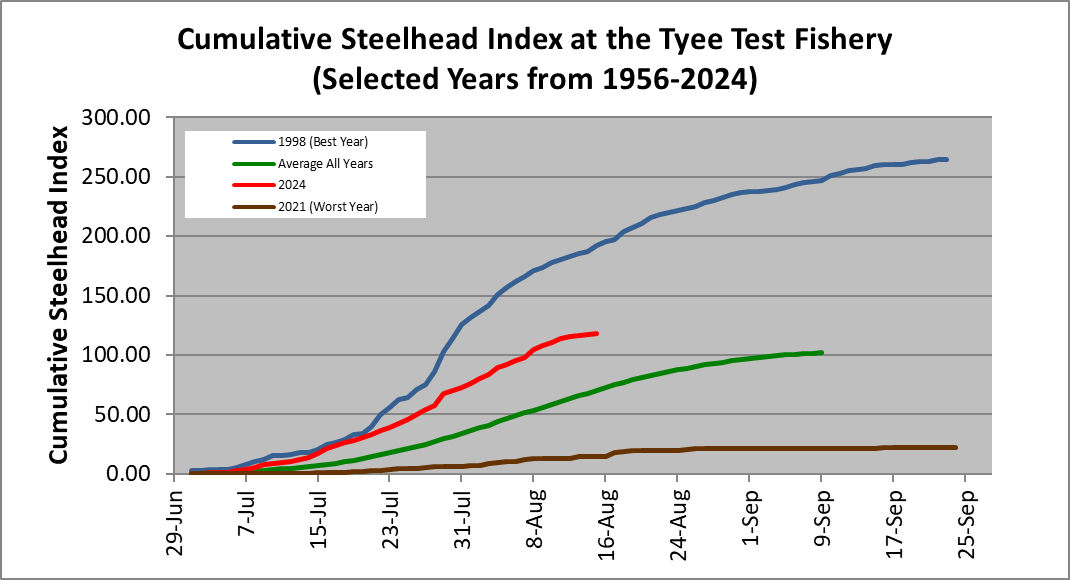 Cumulative Steelhead Index at the Tyee Test Fishery
(Selected Years from 1956-2024)
Cumulative Steelhead Index
300.00
250.00
200.00
150.00
100.00
50.00
0.00
1998 (Best Year)
Average All Years
2024
2021 (Worst Year)
29-Jun
7-Jul
15-Jul
23-Jul
31-Jul
8-Aug
16-Aug
24-Aug
1-Sep
9-Sep
17-Sep
25-Sep